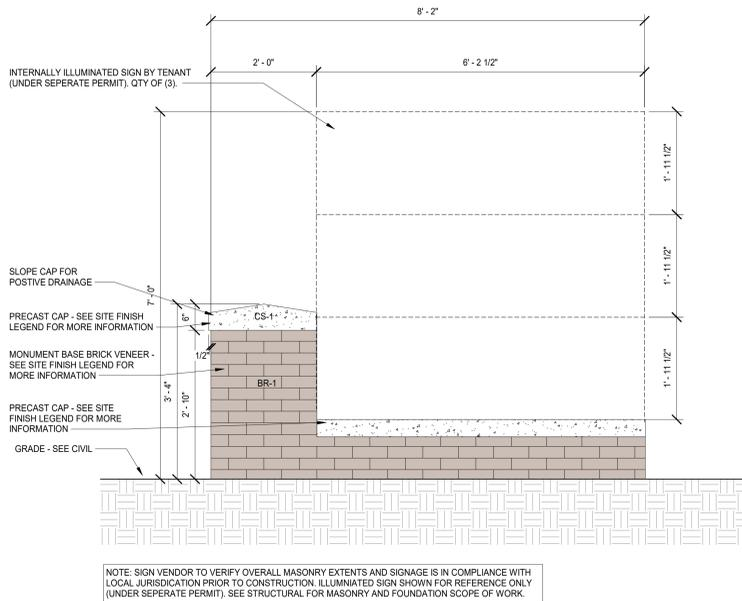 8' - 2"
2' - 0"
6' - 2 1/2"
INTERNALLY ILLUMINATED SIGN BY TENANT
(UNDER SEPERATE PERMIT). QTY OF (3).
1' - 11 1/2"
1' - 11 1/2"
1' - 11 1/2"
7' - 0"
SLOPE CAP FOR
POSTIVE DRAINAGE
6"
CS-1
PRECAST CAP - SEE SITE FINISH
LEGEND FOR MORE INFORMATION
1/2"
MONUMENT BASE BRICK VENEER -
SEE SITE FINISH LEGEND FOR
MORE INFORMATION
BR-1
3' - 4"
2' - 10"
PRECAST CAP - SEE SITE
FINISH LEGEND FOR MORE
INFORMATION
GRADE - SEE CIVIL
NOTE: SIGN VENDOR TO VERIFY OVERALL MASONRY EXTENTS AND SIGNAGE IS IN COMPLIANCE WITH
LOCAL JURISDICATION PRIOR TO CONSTRUCTION. ILLUMNIATED SIGN SHOWN FOR REFERENCE ONLY
(UNDER SEPERATE PERMIT). SEE STRUCTURAL FOR MASONRY AND FOUNDATION SCOPE OF WORK.